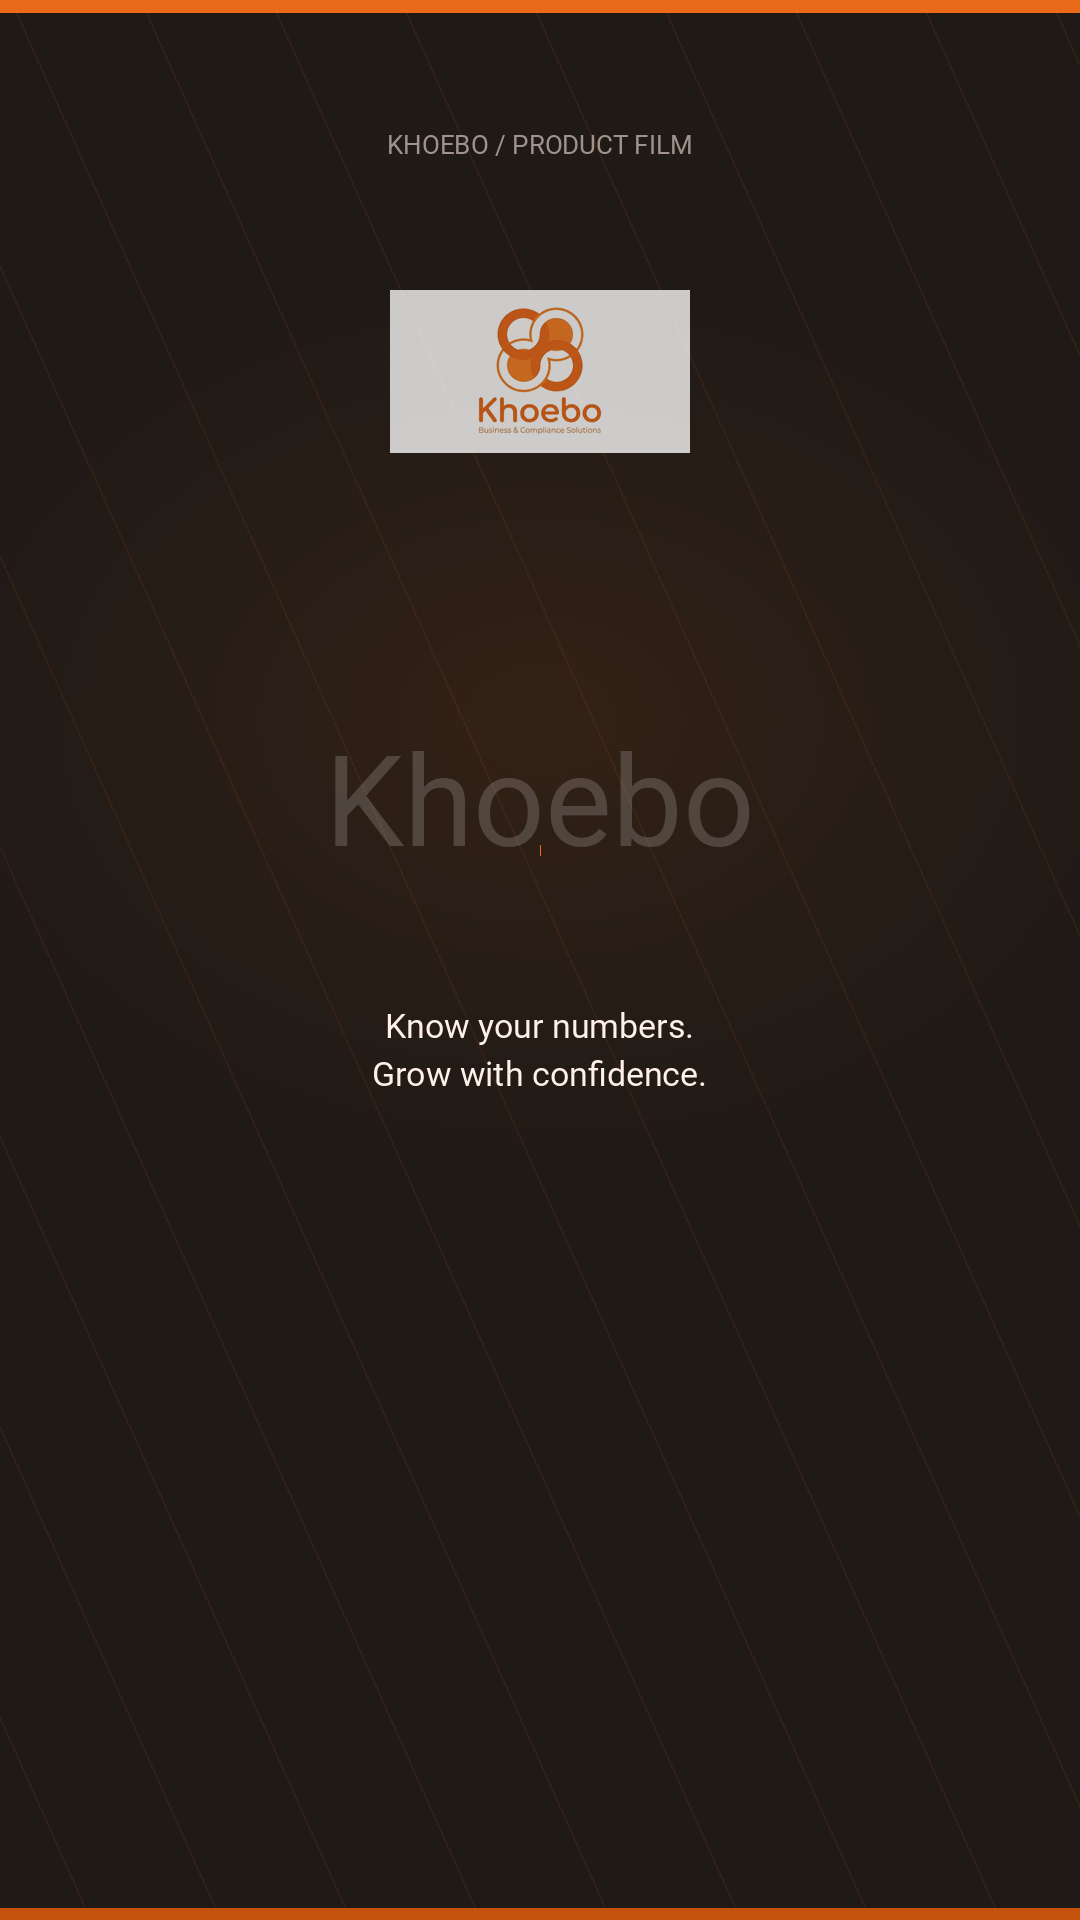 KHOEBO / PRODUCT FILM
Khoebo
Business & Compliance Solutions
Khoebo
Know your numbers.
Grow with confidence.